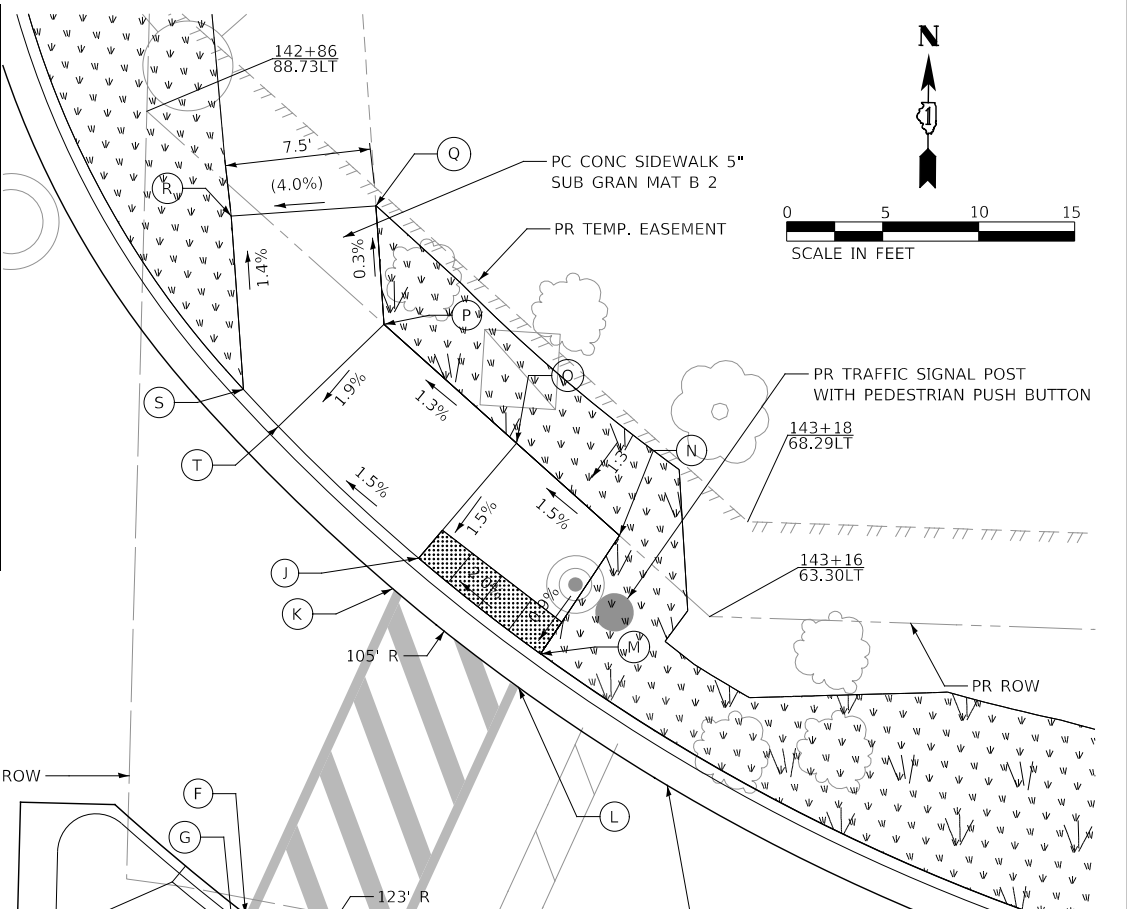 142+86
88.73LT
N
1
7.5'
Q
PC CONC SIDEWALK 5"
SUB GRAN MAT B 2
R
(4.0%)
0 5 10 15
SCALE IN FEET
PR TEMP. EASEMENT
1.4%
0.3%
P
O
PR TRAFFIC SIGNAL POST
WITH PEDESTRIAN PUSH BUTTON
1.9%
1.3%
S
T
143+18
68.29LT
N
1:3
1.5%
1.5%
1.5%
J
143+16
63.30LT
K
M
105' R
PR ROW
ROW
F
L
G
123' R